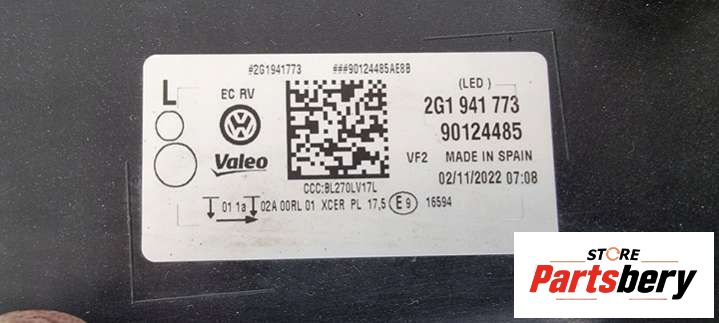 #2G1941773 ###90124485AE8B
L EC RV (LED )
2G1 941 773
90124485
Valeo VF2 MADE IN SPAIN
CCC:BL270LV17L 02/11/2022 07:08
01 1a 02A 00RL 01 XCER PL 17,5 E9 16594
STORE
Partsbery